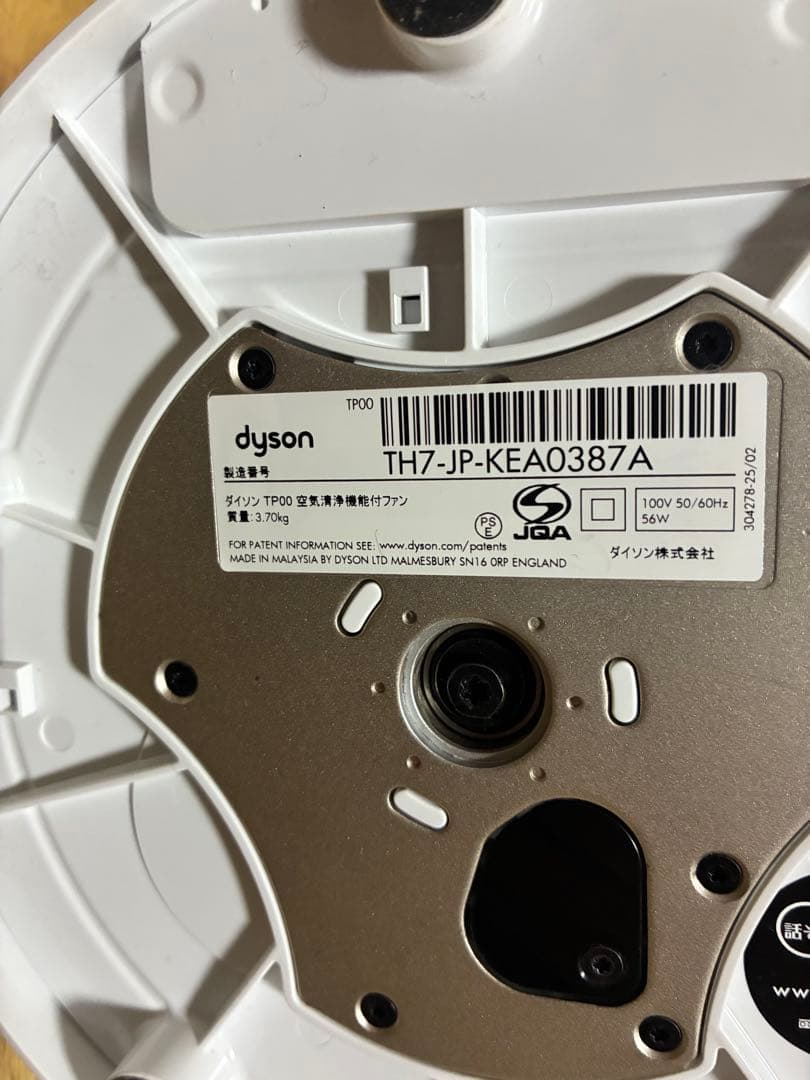 TP00
dyson
製造番号
TH7-JP-KEA0387A
ダイソン TP00 空気清浄機能付ファン
質量:3.70kg
PS
E
JQA
100V 50/60Hz
56W
304278-25/02
FOR PATENT INFORMATION SEE: www.dyson.com/patents
MADE IN MALAYSIA BY DYSON LTD MALMESBURY SN16 0RP ENGLAND
ダイソン株式会社
ww